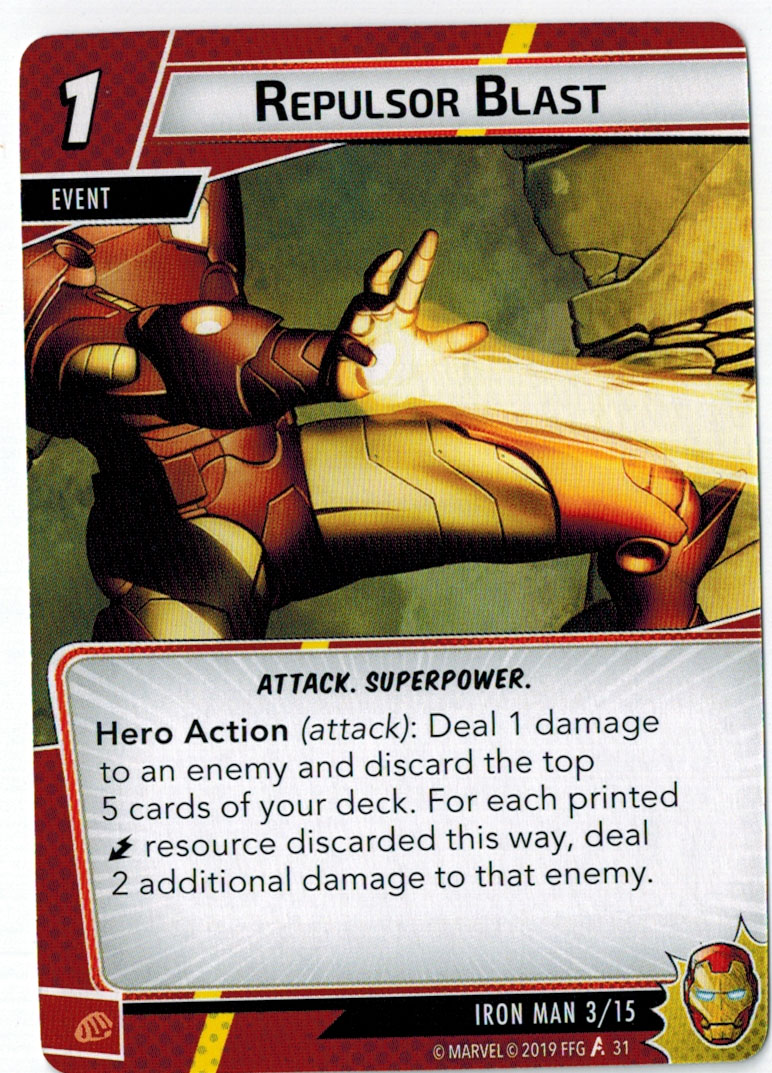 1
REPULSOR BLAST
EVENT
ATTACK. SUPERPOWER.
Hero Action (attack): Deal 1 damage
to an enemy and discard the top
5 cards of your deck. For each printed
resource discarded this way, deal
2 additional damage to that enemy.
IRON MAN 3/15
© MARVEL © 2019 FFG 31